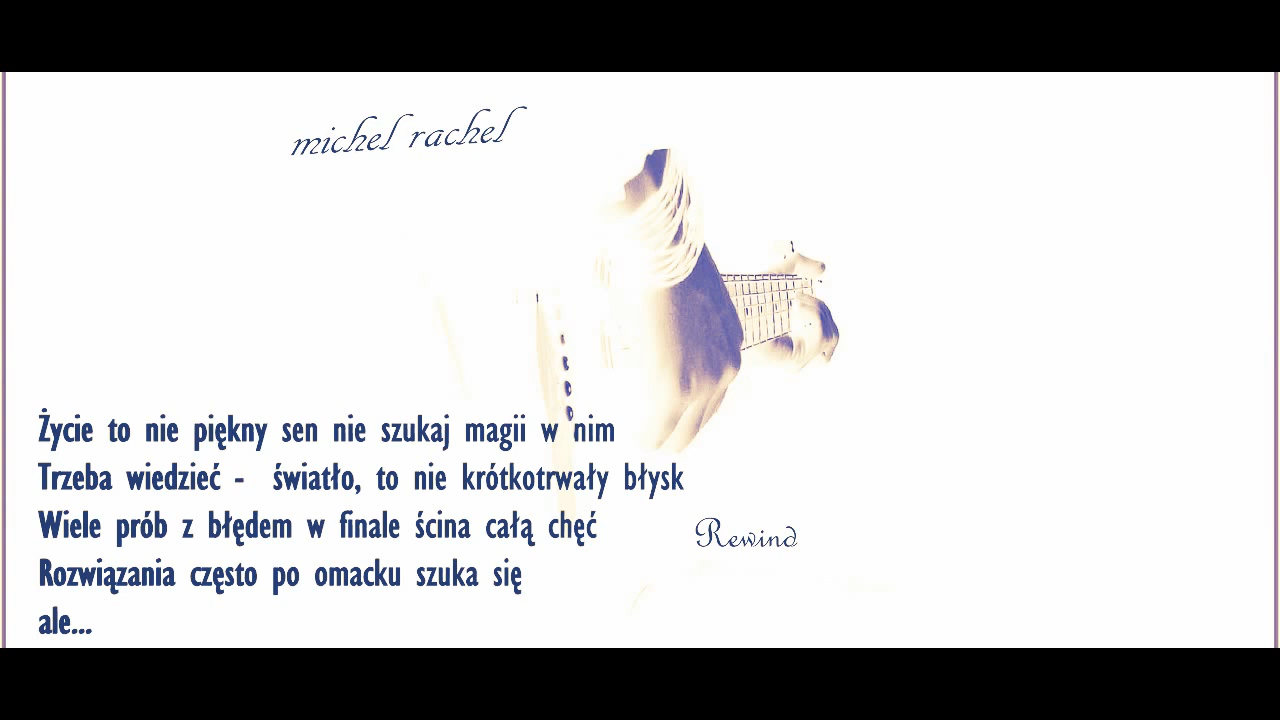 michel rachel
Życie to nie piękny sen nie szukaj magii w nim
Trzeba wiedzieć - światło, to nie krótkotrwały błysk
Wiele prób z błędem w finale ścina całą chęć
Rozwiązania często po omacku szuka się
ale...
Rewind